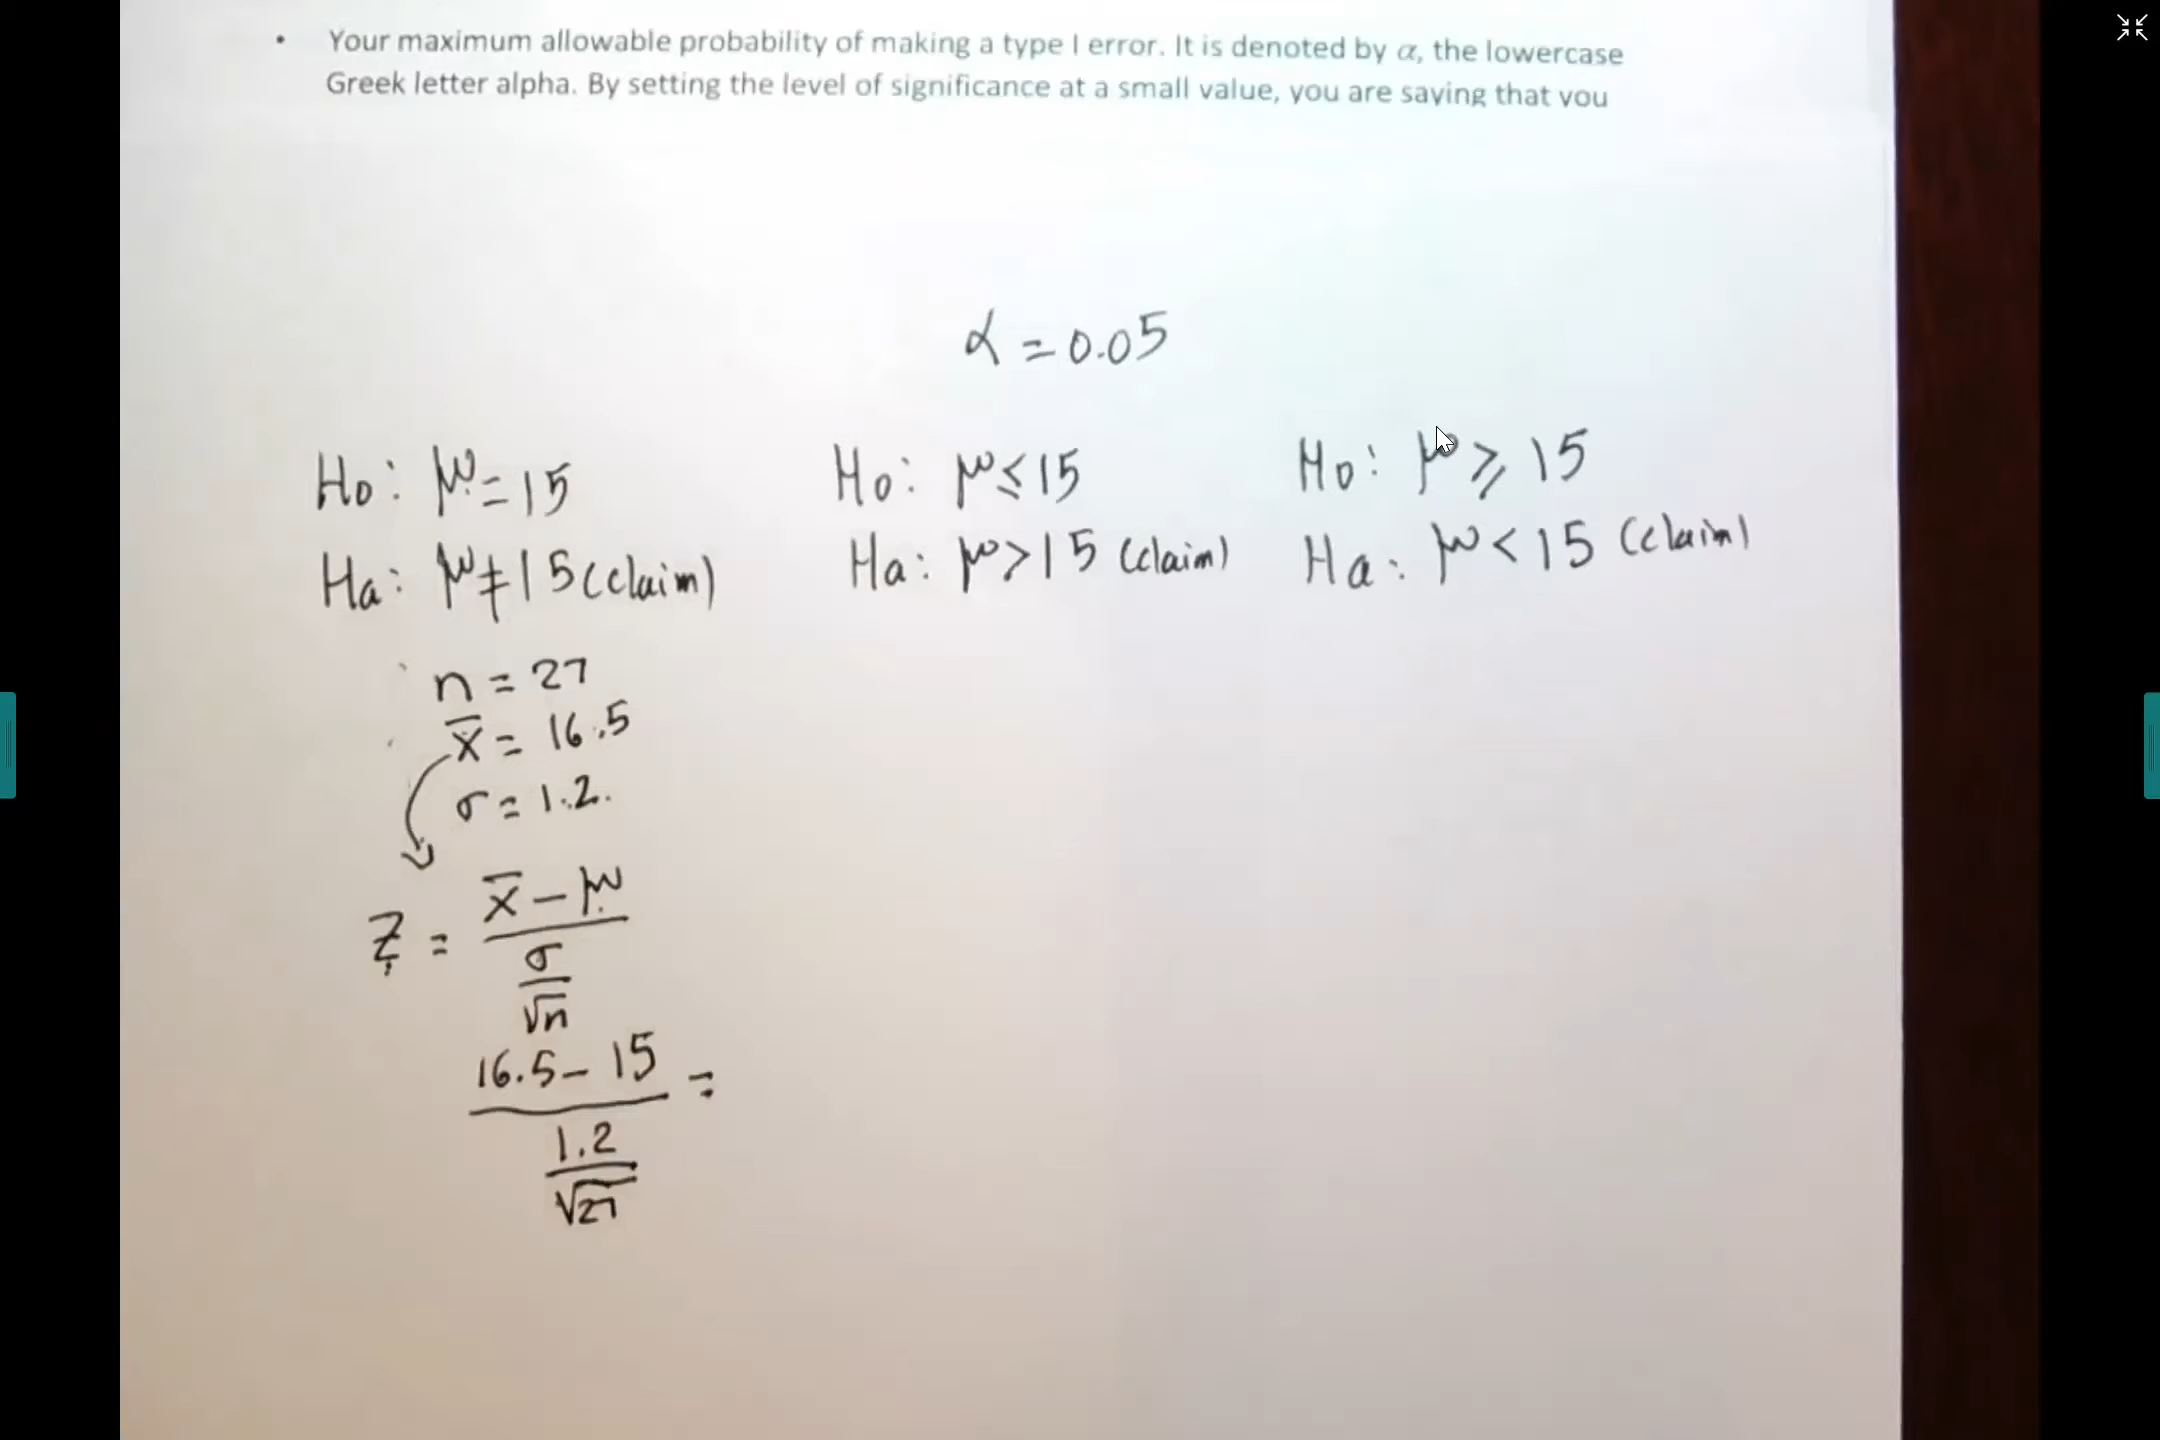 • Your maximum allowable probability of making a type I error. It is denoted by α, the lowercase
Greek letter alpha. By setting the level of significance at a small value, you are saying that you
α = 0.05
Ho: μ = 15
Ha: μ ≠ 15 (claim)
Ho: μ ≤ 15
Ha: μ > 15 (claim)
Ho: μ ≥ 15
Ha: μ < 15 (claim)
n = 27
x̄ = 16.5
σ = 1.2.
Z = (x̄ − μ) / (σ / √n)
(16.5 − 15) / (1.2 / √27) =